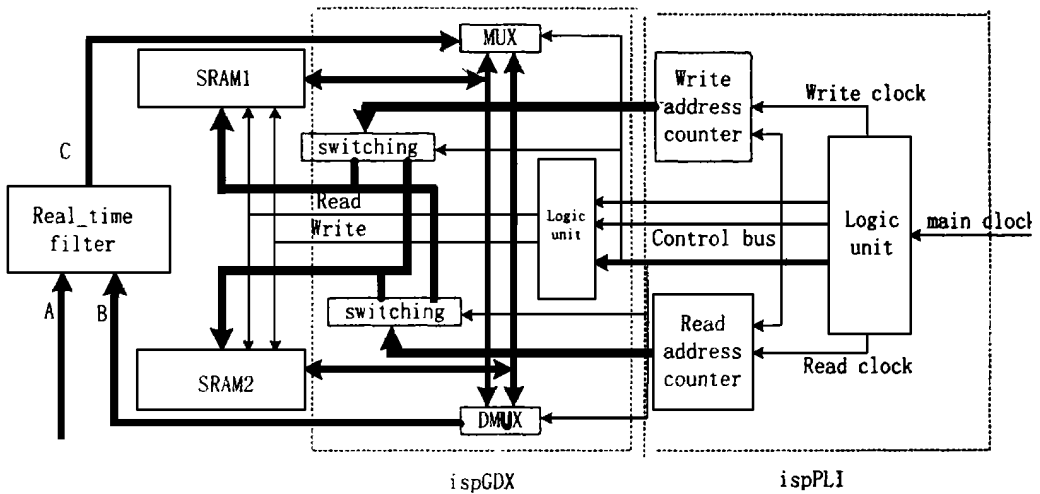 MUX
SRAM1
Write
address
counter
Write clock
switching
C
Read
Write
Logic
unit
Real_time
filter
Control bus
Logic
unit
main clock
A
B
switching
Read
address
counter
Read clock
SRAM2
DMUX
ispGDX
ispPLI